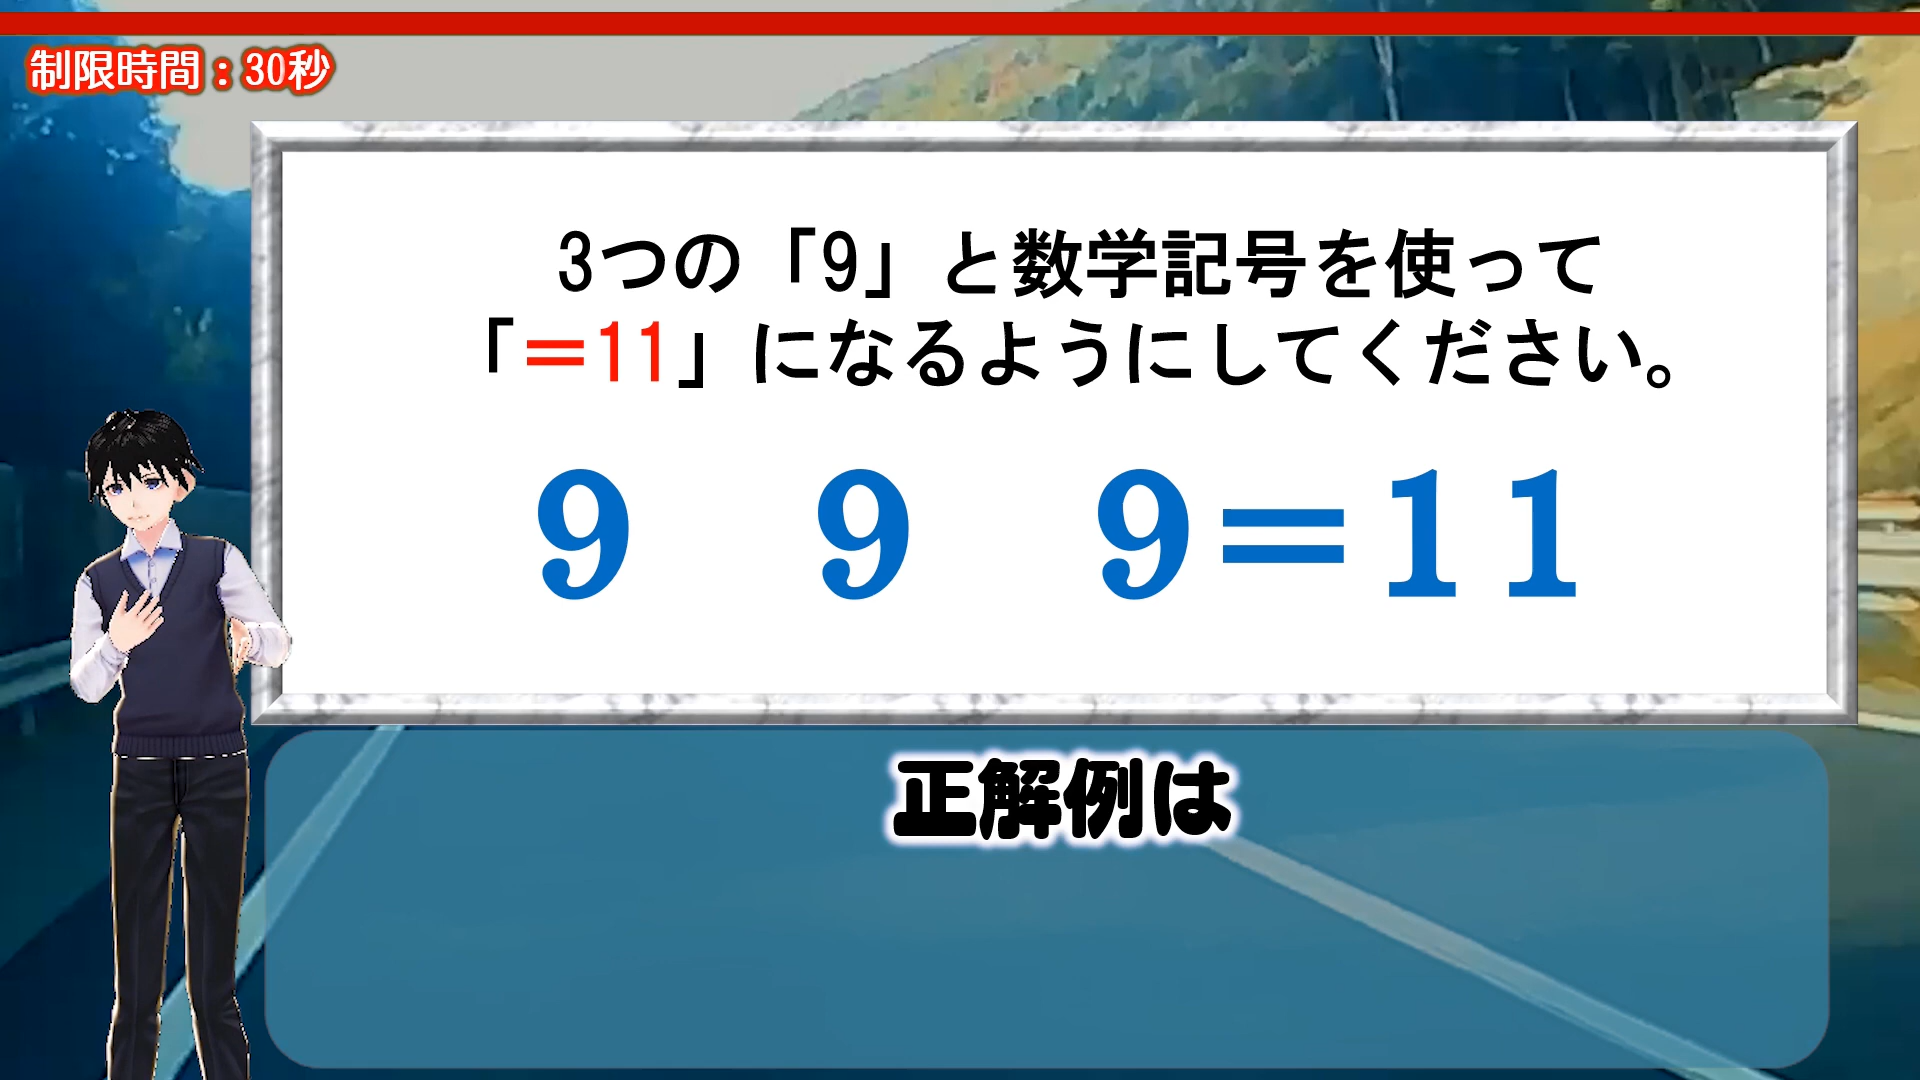 制限時間：30秒
3つの「9」と数学記号を使って
「＝11」になるようにしてください。
9　9　9＝11
正解例は